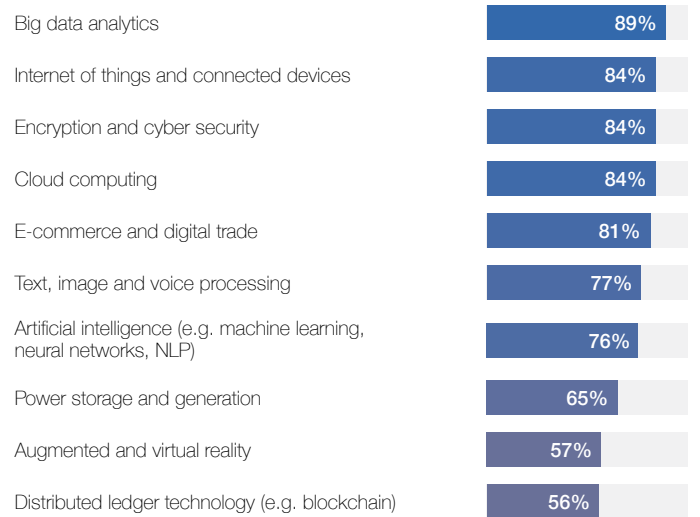 Big data analytics 89%
Internet of things and connected devices 84%
Encryption and cyber security 84%
Cloud computing 84%
E-commerce and digital trade 81%
Text, image and voice processing 77%
Artificial intelligence (e.g. machine learning,
neural networks, NLP) 76%
Power storage and generation 65%
Augmented and virtual reality 57%
Distributed ledger technology (e.g. blockchain) 56%